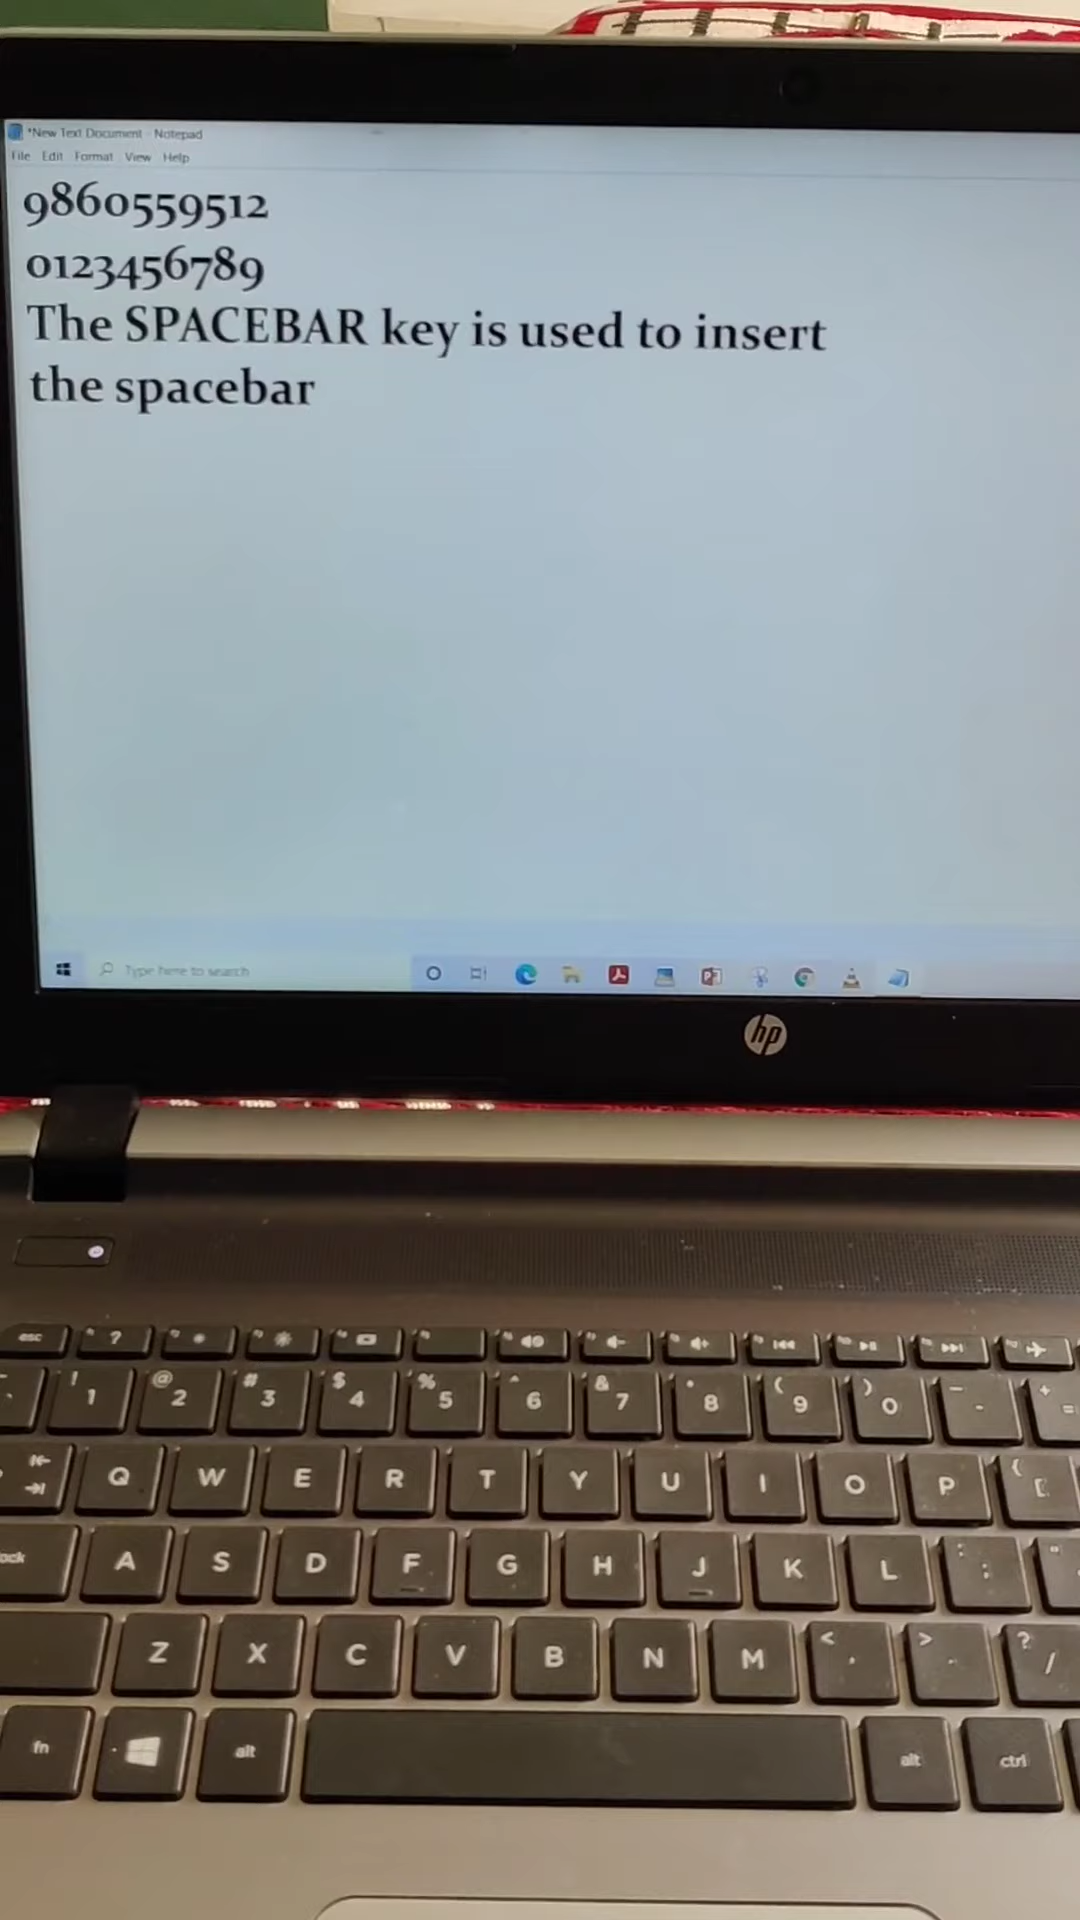 *New Text Document - Notepad
File Edit Format View Help
9860559512
0123456789
The SPACEBAR key is used to insert
the spacebar
Type here to search
hp
esc ?
! 1 @ 2 # 3 $ 4 % 5 ^ 6 & 7 * 8 ( 9 ) 0 _ - + =
Q W E R T Y U I O P { [
A S D F G H J K L : ; "
Z X C V B N M < , > . ? /
fn alt alt ctrl